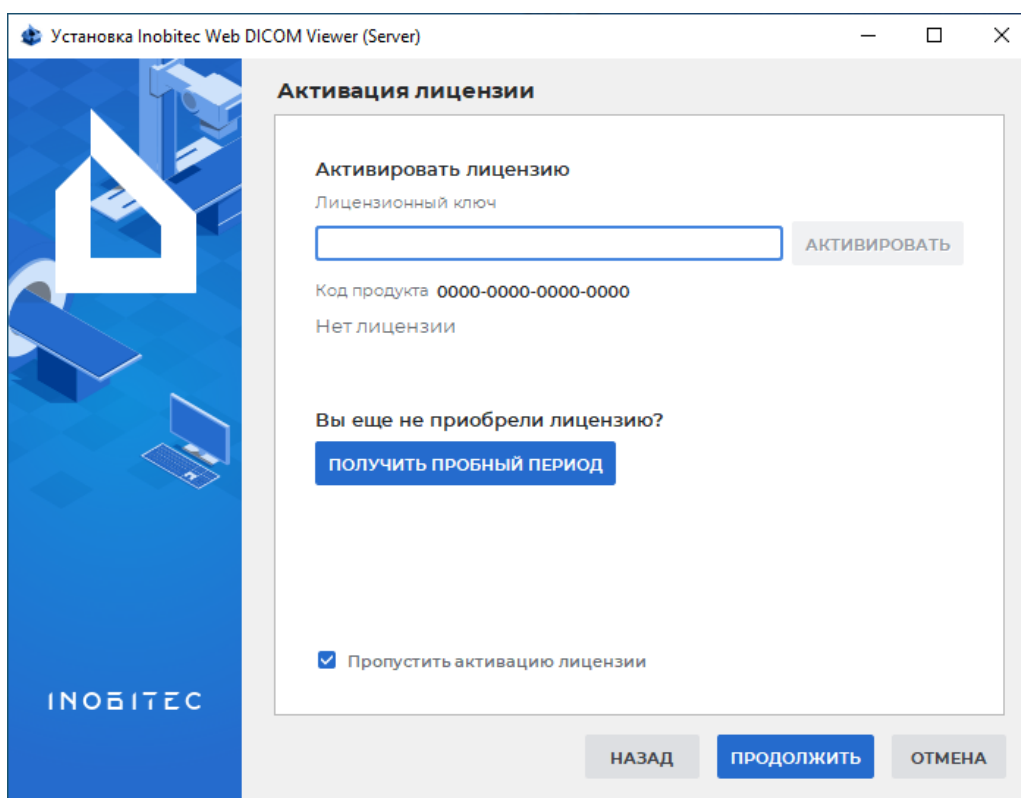 Установка Inobitec Web DICOM Viewer (Server)
Активация лицензии
Активировать лицензию
Лицензионный ключ
АКТИВИРОВАТЬ
Код продукта 0000-0000-0000-0000
Нет лицензии
Вы еще не приобрели лицензию?
ПОЛУЧИТЬ ПРОБНЫЙ ПЕРИОД
Пропустить активацию лицензии
INOBITEC
НАЗАД ПРОДОЛЖИТЬ ОТМЕНА